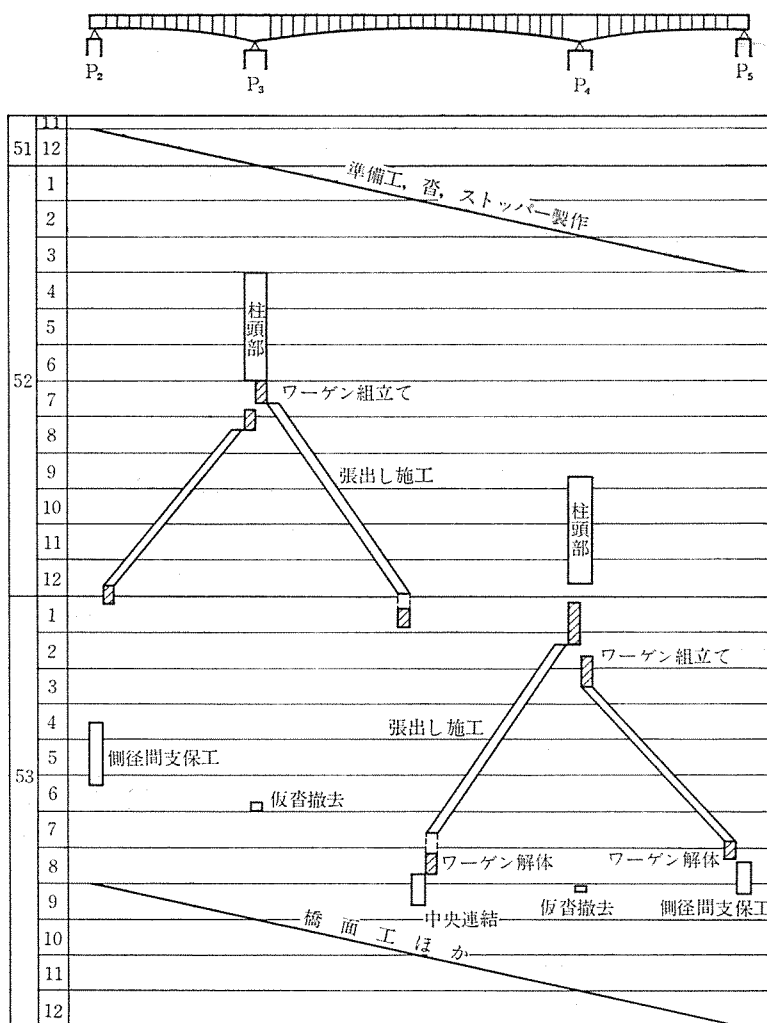 P₂
P₃
P₄
P₅
11
51
12
1
準備工，沓，ストッパー製作
2
3
4
柱頭部
5
6
52
7
ワーゲン組立て
8
9
張出し施工
柱頭部
10
11
12
1
2
ワーゲン組立て
3
4
張出し施工
側径間支保工
5
53
6
仮沓撤去
7
8
ワーゲン解体
ワーゲン解体
9
中央連結
仮沓撤去
側径間支保工
橋面工ほか
10
11
12